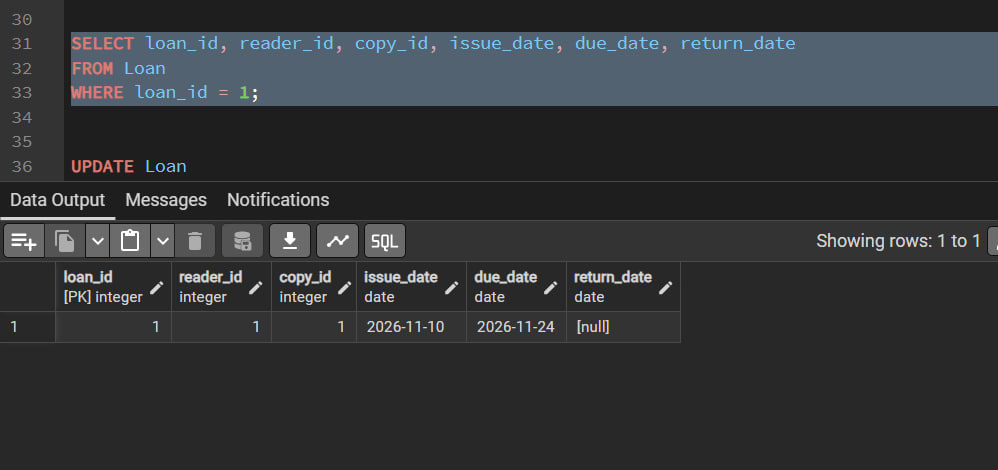 30
31 SELECT loan_id, reader_id, copy_id, issue_date, due_date, return_date
32 FROM Loan
33 WHERE loan_id = 1;
34
35
36 UPDATE Loan
Data Output Messages Notifications
SQL Showing rows: 1 to 1
loan_id reader_id copy_id issue_date due_date return_date
[PK] integer integer integer date date date
1 1 1 1 2026-11-10 2026-11-24 [null]